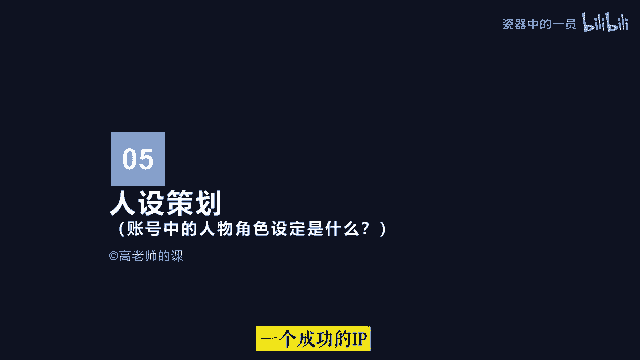 瓷器中的一员 bilibili
05
人设策划
（账号中的人物角色设定是什么？）
©高老师的课
一个成功的IP